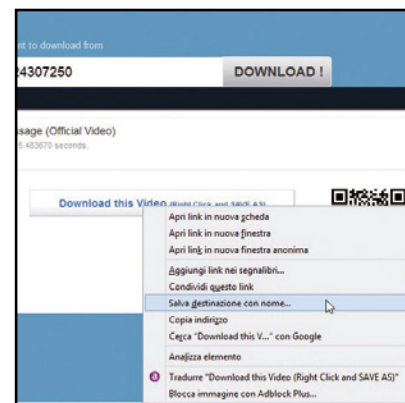 nt to download from
24307250
DOWNLOAD !
ssage (Official Video)
5.483670 seconds.
Download this Video (Right Click and SAVE AS)
Apri link in nuova scheda
Apri link in nuova finestra
Apri link in nuova finestra anonima
Aggiungi link nei segnalibri...
Condividi questo link
Salva destinazione con nome...
Copia indirizzo
Cerca "Download this V..." con Google
Analizza elemento
Tradurre "Download this Video (Right Click and SAVE AS)"
Blocca immagine con Adblock Plus...